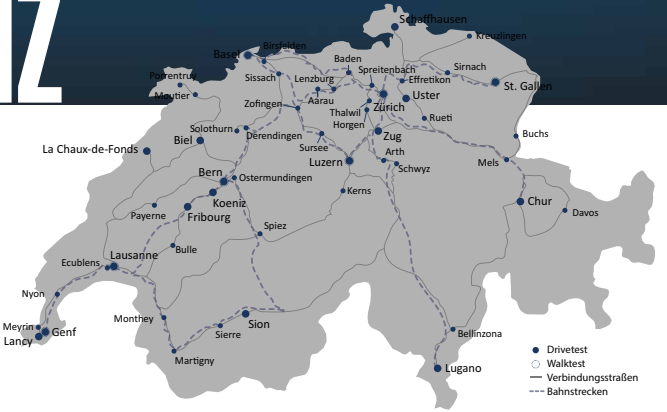 IZ
Schaffhausen
Kreuzlingen
Basel
Birsfelden
Baden
Sissach
Lenzburg
Spreitenbach
Sirnach
Effretikon
St. Gallen
Porrentruy
Moutier
Zofingen
Aarau
Zürich
Uster
Thalwil
Horgen
Rueti
Solothurn
Derendingen
Biel
Sursee
Zug
Buchs
La Chaux-de-Fonds
Luzern
Arth
Schwyz
Mels
Bern
Ostermundingen
Kerns
Koeniz
Chur
Davos
Payerne
Fribourg
Spiez
Bulle
Lausanne
Ecublens
Nyon
Meyrin
Genf
Lancy
Monthey
Sion
Sierre
Martigny
Bellinzona
Lugano
Drivetest
Walktest
Verbindungsstraßen
Bahnstrecken